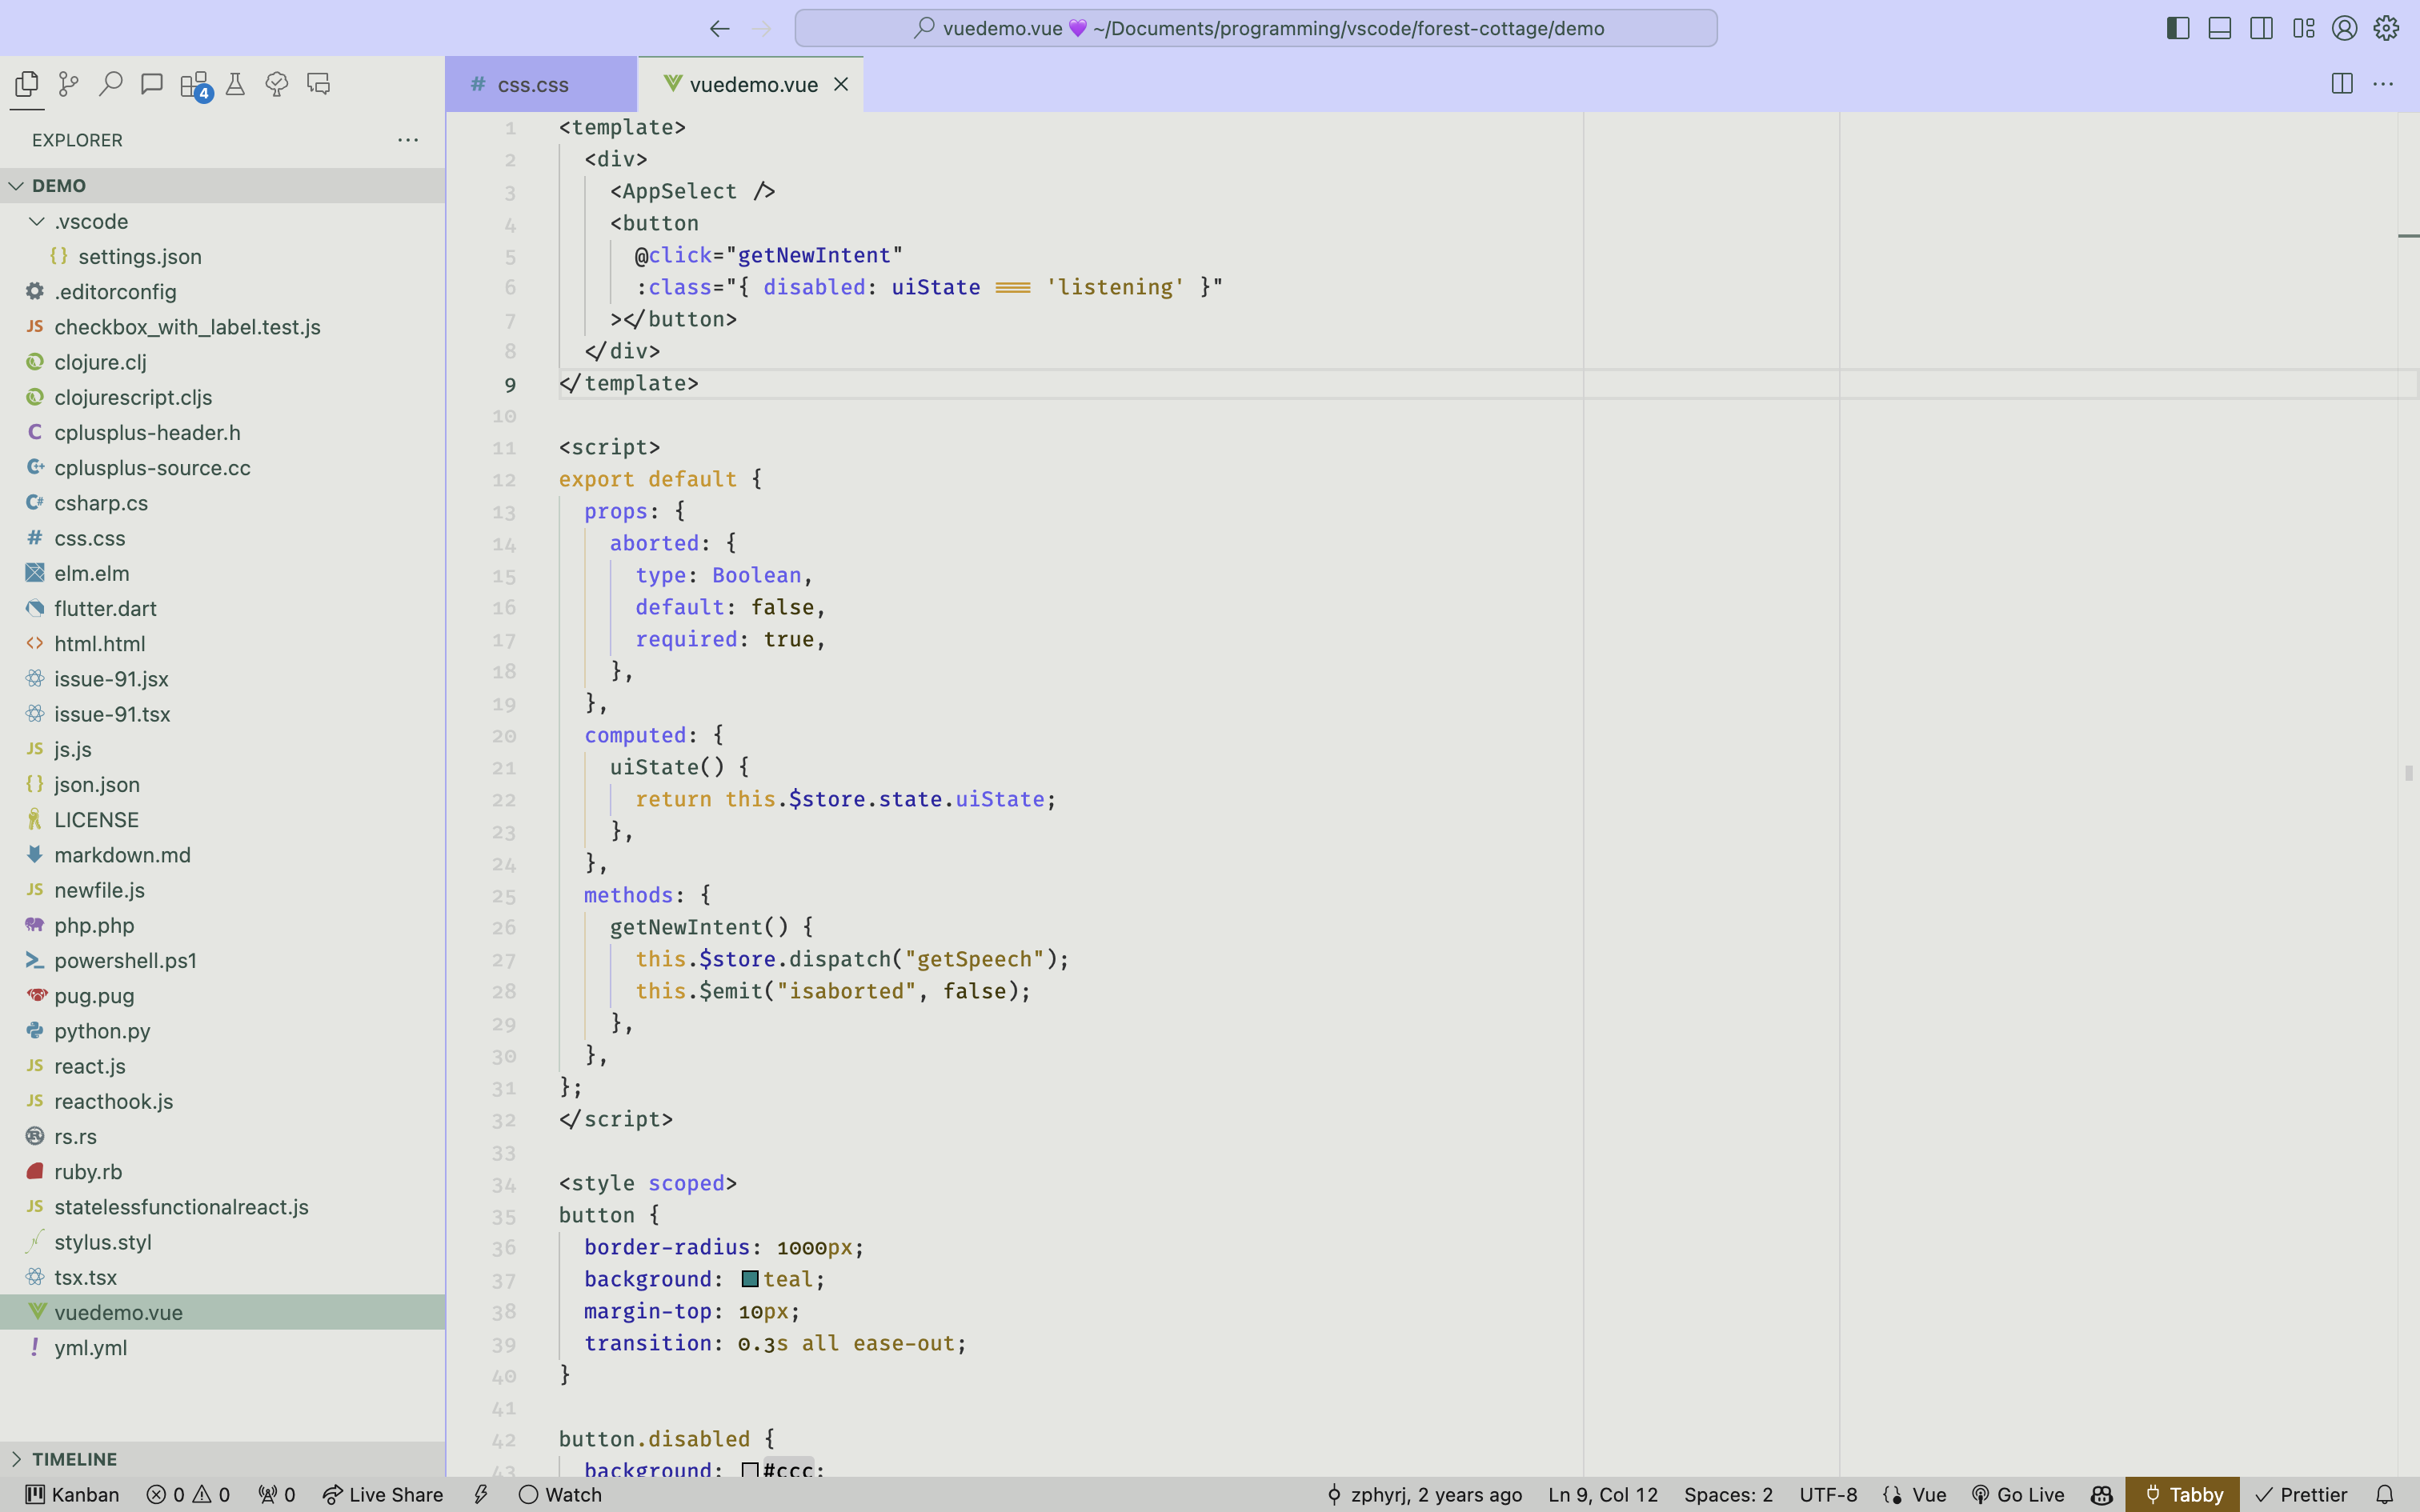 vuedemo.vue 💜 ~/Documents/programming/vscode/forest-cottage/demo
4
# css.css
vuedemo.vue
EXPLORER
DEMO
.vscode
{} settings.json
.editorconfig
JS checkbox_with_label.test.js
clojure.clj
clojurescript.cljs
C cplusplus-header.h
C+ cplusplus-source.cc
C# csharp.cs
# css.css
elm.elm
flutter.dart
<> html.html
issue-91.jsx
issue-91.tsx
JS js.js
{} json.json
LICENSE
markdown.md
JS newfile.js
php.php
powershell.ps1
pug.pug
python.py
JS react.js
JS reacthook.js
rs.rs
ruby.rb
JS statelessfunctionalreact.js
stylus.styl
tsx.tsx
vuedemo.vue
! yml.yml
TIMELINE
1 <template>
2 <div>
3 <AppSelect />
4 <button
5 @click="getNewIntent"
6 :class="{ disabled: uiState === 'listening' }"
7 ></button>
8 </div>
9 </template>
10
11 <script>
12 export default {
13 props: {
14 aborted: {
15 type: Boolean,
16 default: false,
17 required: true,
18 },
19 },
20 computed: {
21 uiState() {
22 return this.$store.state.uiState;
23 },
24 },
25 methods: {
26 getNewIntent() {
27 this.$store.dispatch("getSpeech");
28 this.$emit("isaborted", false);
29 },
30 },
31 };
32 </script>
33
34 <style scoped>
35 button {
36 border-radius: 1000px;
37 background: teal;
38 margin-top: 10px;
39 transition: 0.3s all ease-out;
40 }
41
42 button.disabled {
43 background: #ccc;
Kanban 0 0 0 Live Share Watch zphyrj, 2 years ago Ln 9, Col 12 Spaces: 2 UTF-8 Vue Go Live Tabby Prettier